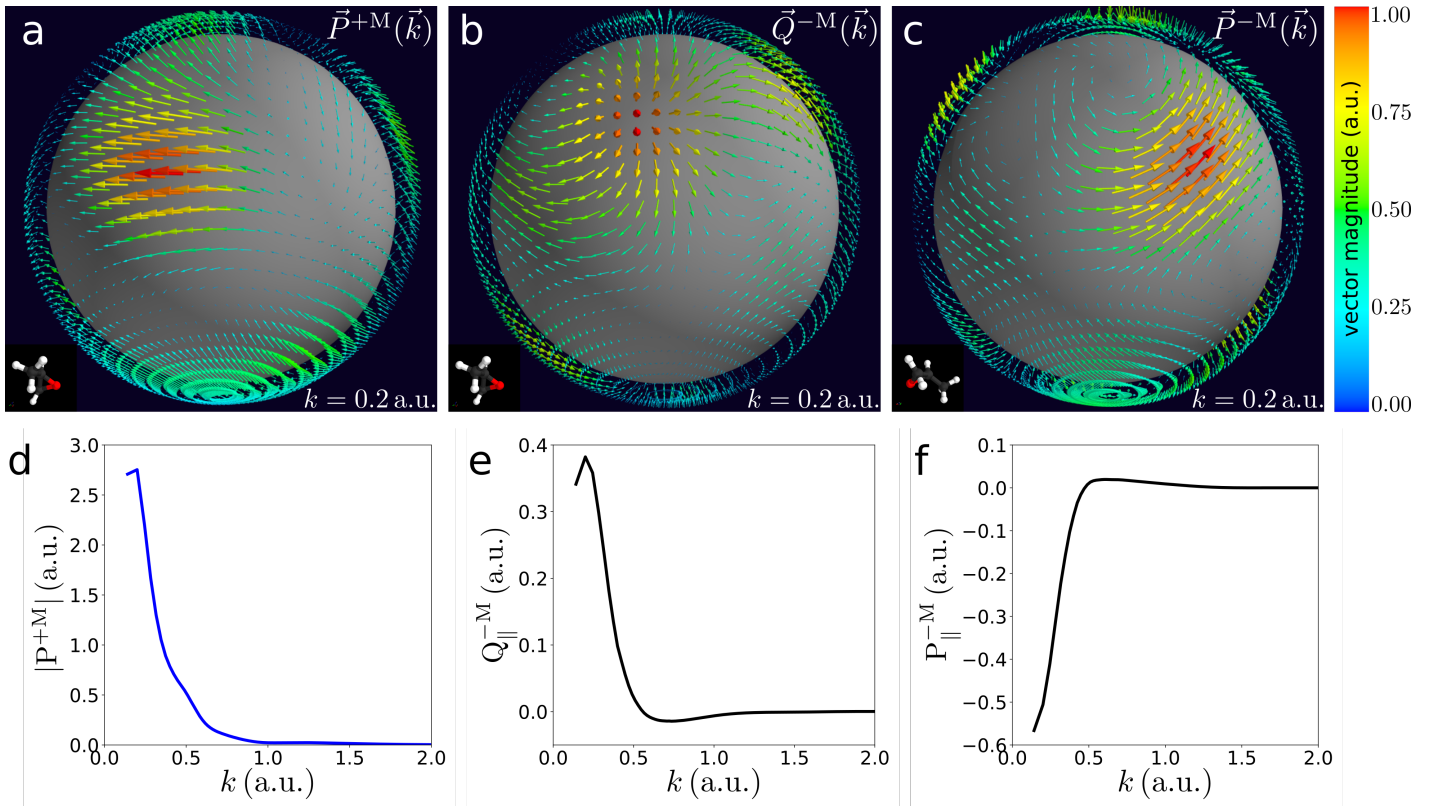 a
P⃗⁺ᴹ(k⃗)
k = 0.2 a.u.
b
Q⃗⁻ᴹ(k⃗)
k = 0.2 a.u.
c
P⃗⁻ᴹ(k⃗)
k = 0.2 a.u.
1.00
0.75
0.50
0.25
0.00
vector magnitude (a.u.)
d
3.0
2.5
2.0
1.5
1.0
0.5
0.0
|P⁺ᴹ| (a.u.)
0.0 0.5 1.0 1.5 2.0
k (a.u.)
e
0.4
0.3
0.2
0.1
0.0
Q∥⁻ᴹ (a.u.)
0.0 0.5 1.0 1.5 2.0
k (a.u.)
f
0.1
0.0
−0.1
−0.2
−0.3
−0.4
−0.5
−0.6
P∥⁻ᴹ (a.u.)
0.0 0.5 1.0 1.5 2.0
k (a.u.)